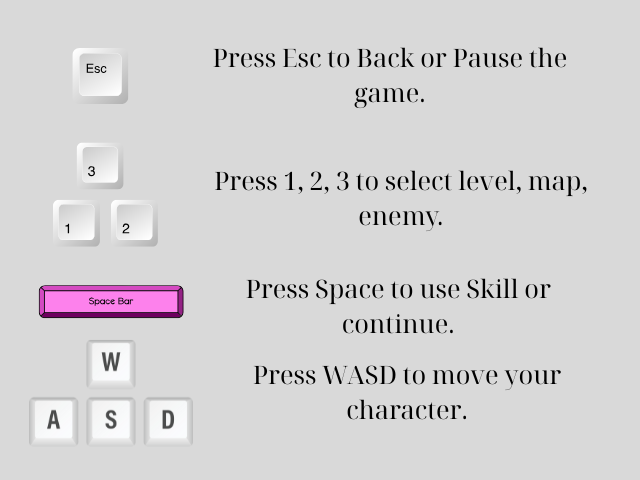 Esc
Press Esc to Back or Pause the
game.
3
1 2
Press 1, 2, 3 to select level, map,
enemy.
Space Bar
Press Space to use Skill or
continue.
W
A S D
Press WASD to move your
character.